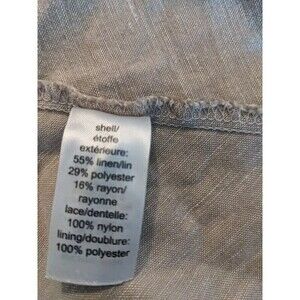 shell/
étoffe
extérieure:
55% linen/lin
29% polyester
16% rayon/
rayonne
lace/dentelle:
100% nylon
lining/doublure:
100% polyester